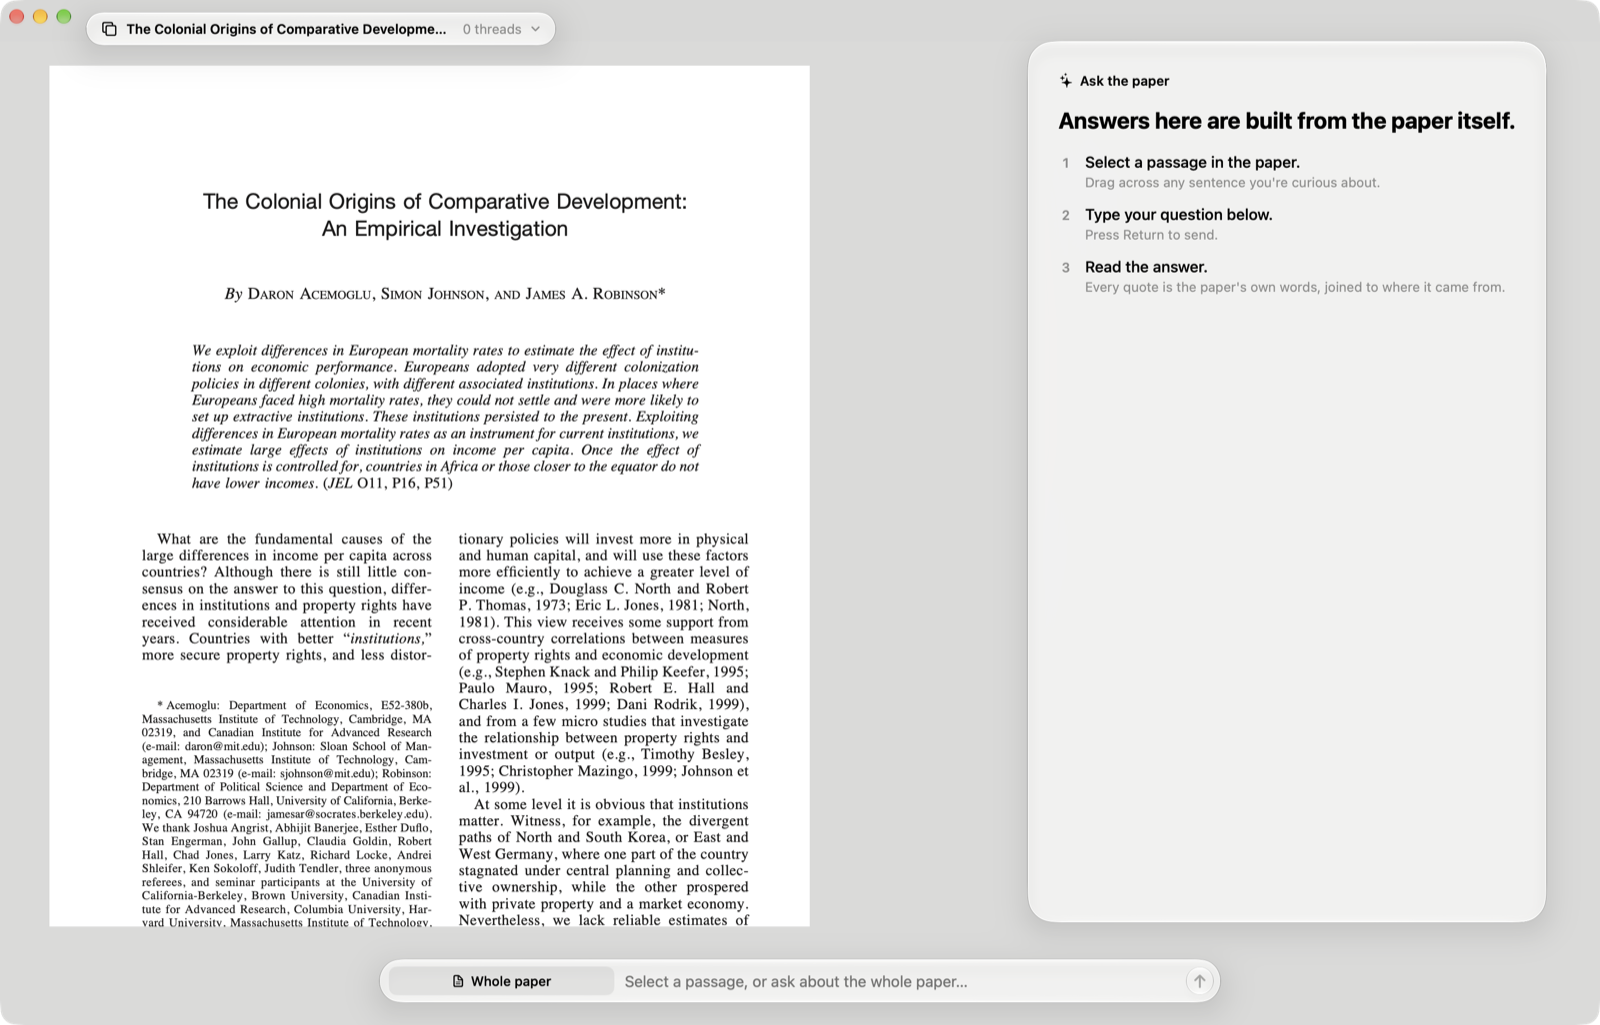 The Colonial Origins of Comparative Developme... 0 threads
The Colonial Origins of Comparative Development:
An Empirical Investigation
By DARON ACEMOGLU, SIMON JOHNSON, AND JAMES A. ROBINSON*
We exploit differences in European mortality rates to estimate the effect of institu-
tions on economic performance. Europeans adopted very different colonization
policies in different colonies, with different associated institutions. In places where
Europeans faced high mortality rates, they could not settle and were more likely to
set up extractive institutions. These institutions persisted to the present. Exploiting
differences in European mortality rates as an instrument for current institutions, we
estimate large effects of institutions on income per capita. Once the effect of
institutions is controlled for, countries in Africa or those closer to the equator do not
have lower incomes. (JEL O11, P16, P51)
What are the fundamental causes of the
large differences in income per capita across
countries? Although there is still little con-
sensus on the answer to this question, differ-
ences in institutions and property rights have
received considerable attention in recent
years. Countries with better “institutions,”
more secure property rights, and less distor-
* Acemoglu: Department of Economics, E52-380b,
Massachusetts Institute of Technology, Cambridge, MA
02319, and Canadian Institute for Advanced Research
(e-mail: daron@mit.edu); Johnson: Sloan School of Man-
agement, Massachusetts Institute of Technology, Cam-
bridge, MA 02319 (e-mail: sjohnson@mit.edu); Robinson:
Department of Political Science and Department of Eco-
nomics, 210 Barrows Hall, University of California, Berke-
ley, CA 94720 (e-mail: jamesar@socrates.berkeley.edu).
We thank Joshua Angrist, Abhijit Banerjee, Esther Duflo,
Stan Engerman, John Gallup, Claudia Goldin, Robert
Hall, Chad Jones, Larry Katz, Richard Locke, Andrei
Shleifer, Ken Sokoloff, Judith Tendler, three anonymous
referees, and seminar participants at the University of
California-Berkeley, Brown University, Canadian Insti-
tute for Advanced Research, Columbia University, Har-
vard University, Massachusetts Institute of Technology,
tionary policies will invest more in physical
and human capital, and will use these factors
more efficiently to achieve a greater level of
income (e.g., Douglass C. North and Robert
P. Thomas, 1973; Eric L. Jones, 1981; North,
1981). This view receives some support from
cross-country correlations between measures
of property rights and economic development
(e.g., Stephen Knack and Philip Keefer, 1995;
Paulo Mauro, 1995; Robert E. Hall and
Charles I. Jones, 1999; Dani Rodrik, 1999),
and from a few micro studies that investigate
the relationship between property rights and
investment or output (e.g., Timothy Besley,
1995; Christopher Mazingo, 1999; Johnson et
al., 1999).
At some level it is obvious that institutions
matter. Witness, for example, the divergent
paths of North and South Korea, or East and
West Germany, where one part of the country
stagnated under central planning and collec-
tive ownership, while the other prospered
with private property and a market economy.
Nevertheless, we lack reliable estimates of
Ask the paper
Answers here are built from the paper itself.
1 Select a passage in the paper.
Drag across any sentence you're curious about.
2 Type your question below.
Press Return to send.
3 Read the answer.
Every quote is the paper's own words, joined to where it came from.
Whole paper Select a passage, or ask about the whole paper...